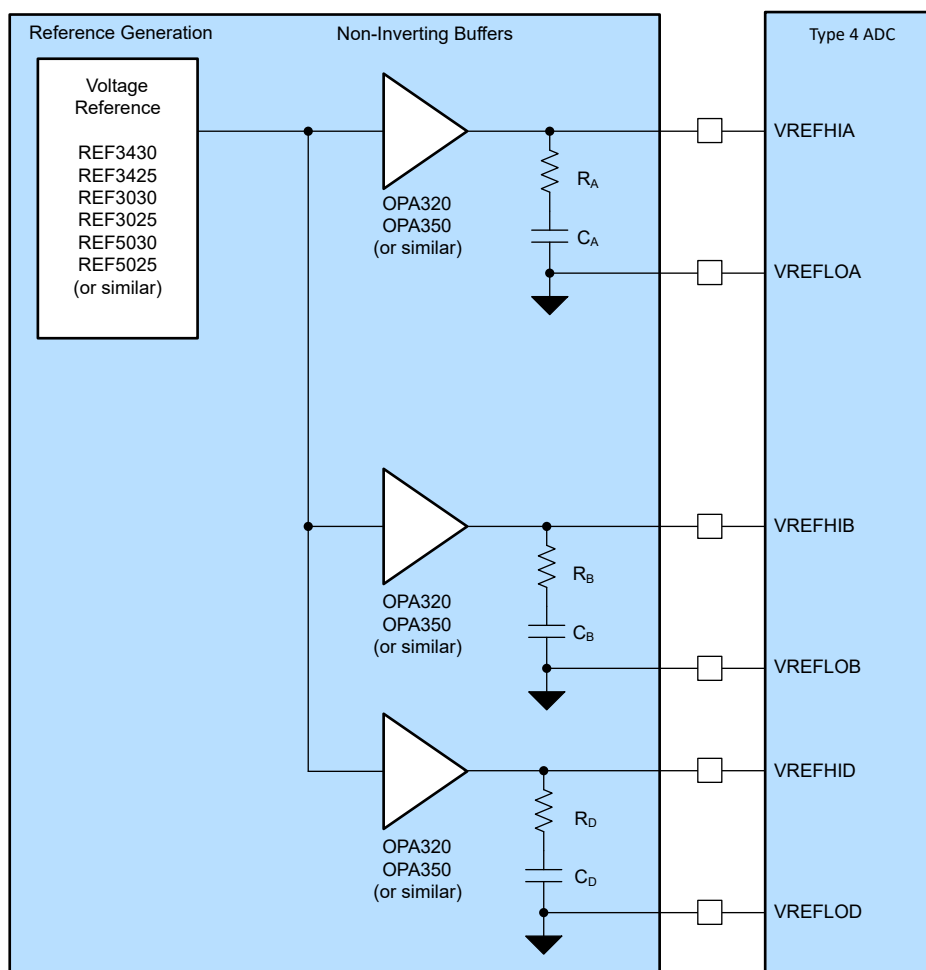 Reference Generation
Non-Inverting Buffers
Type 4 ADC
Voltage
Reference
REF3430
REF3425
REF3030
REF3025
REF5030
REF5025
(or similar)
OPA320
OPA350
(or similar)
RA
CA
VREFHIA
VREFLOA
OPA320
OPA350
(or similar)
RB
CB
VREFHIB
VREFLOB
OPA320
OPA350
(or similar)
RD
CD
VREFHID
VREFLOD